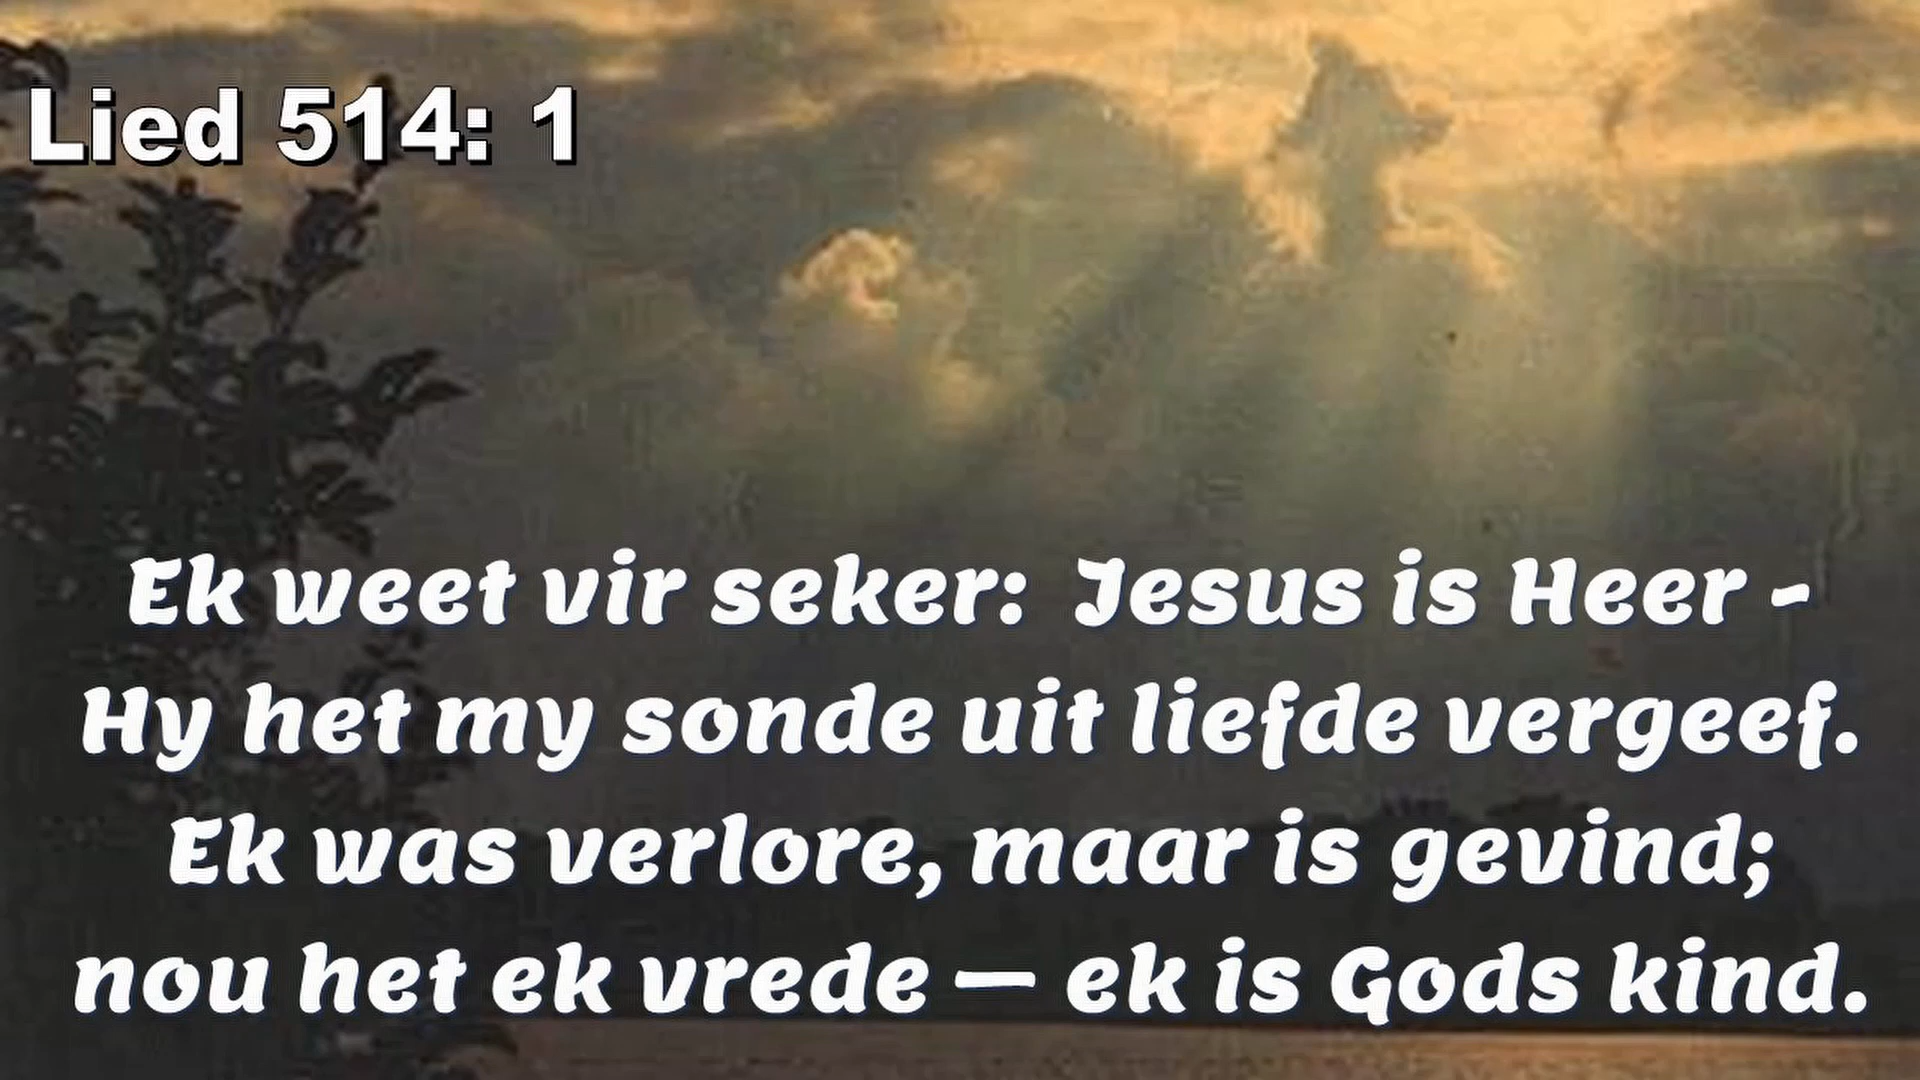 Lied 514: 1
Ek weet vir seker: Jesus is Heer -
Hy het my sonde uit liefde vergeef.
Ek was verlore, maar is gevind;
nou het ek vrede — ek is Gods kind.